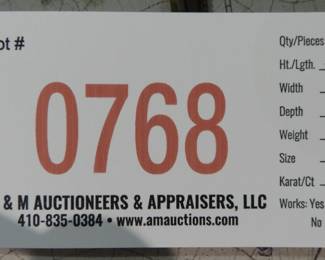 ot #
0768
& M AUCTIONEERS & APPRAISERS, LLC
410-835-0384 • www.amauctions.com
Qty/Pieces
Ht./Lgth.
Width
Depth
Weight
Size
Karat/Ct
Works: Yes
No